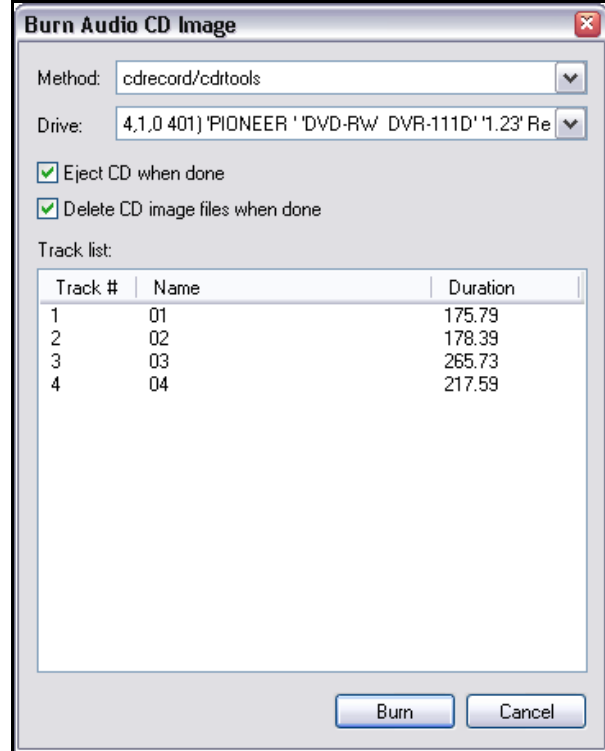 Burn Audio CD Image
Method: cdrecord/cdrtools
Drive: 4,1,0 401) 'PIONEER ' 'DVD-RW DVR-111D' '1.23' Re
Eject CD when done
Delete CD image files when done
Track list:
Track # Name Duration
1 01 175.79
2 02 178.39
3 03 265.73
4 04 217.59
Burn Cancel